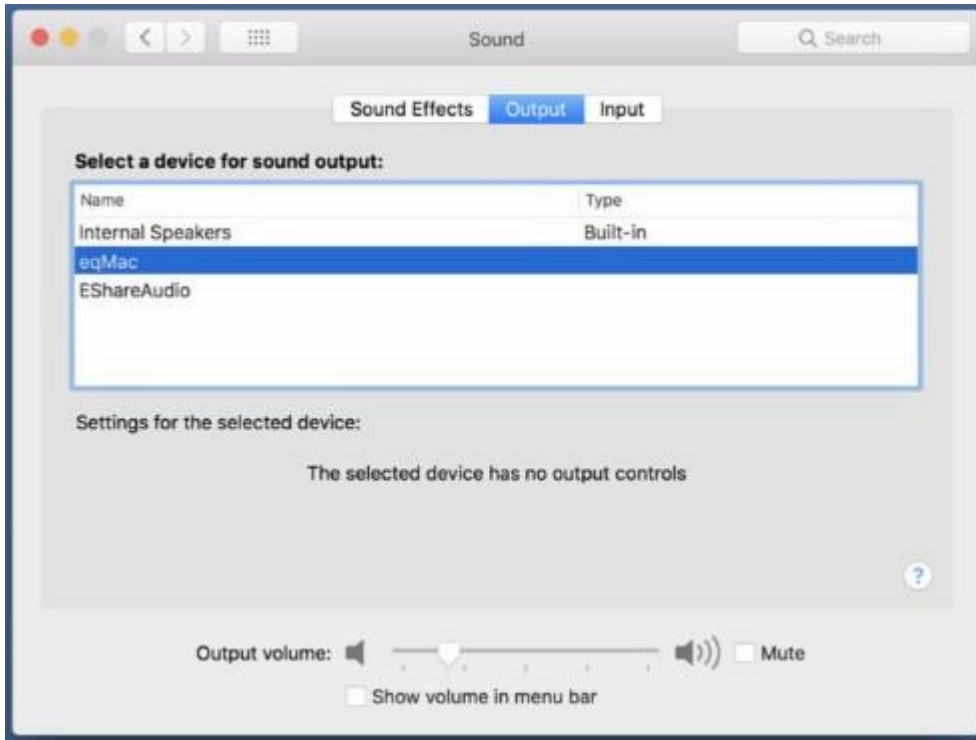 Sound
Search
Sound Effects Output Input
Select a device for sound output:
Name Type
Internal Speakers Built-in
eqMac
EShareAudio
Settings for the selected device:
The selected device has no output controls
?
Output volume: Mute
Show volume in menu bar